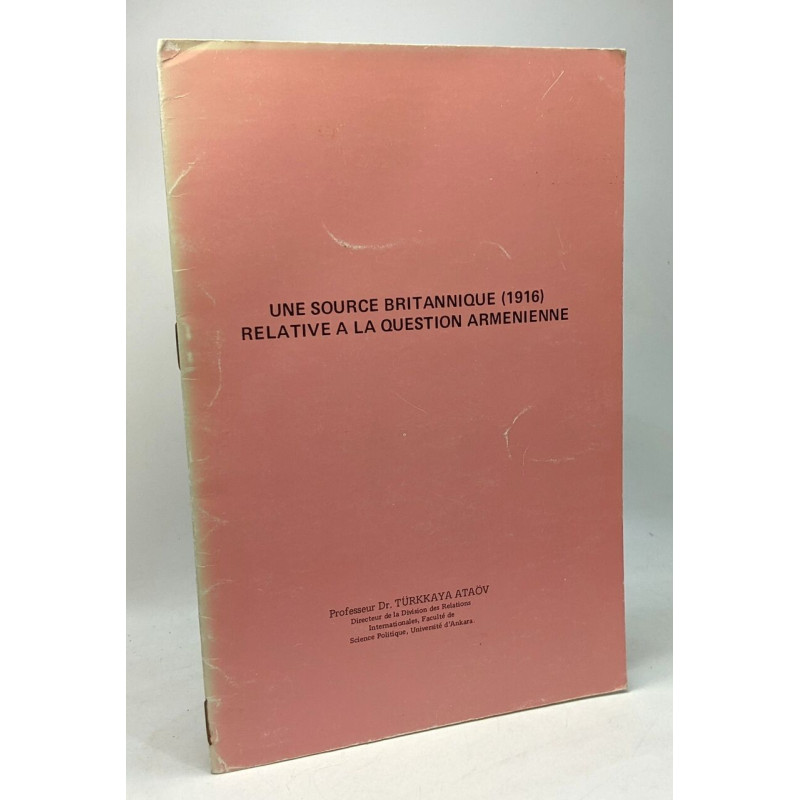 UNE SOURCE BRITANNIQUE (1916)
RELATIVE A LA QUESTION ARMENIENNE
Professeur Dr. TÜRKKAYA ATAÖV
Directeur de la Division des Relations
Internationales, Faculté de
Science Politique, Université d'Ankara.